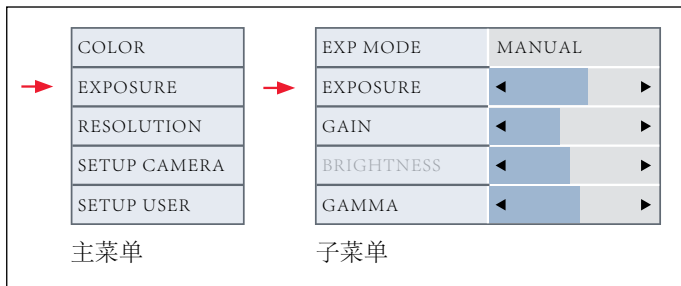 COLOR
EXPOSURE
RESOLUTION
SETUP CAMERA
SETUP USER
主菜单
EXP MODE MANUAL
EXPOSURE
GAIN
BRIGHTNESS
GAMMA
子菜单